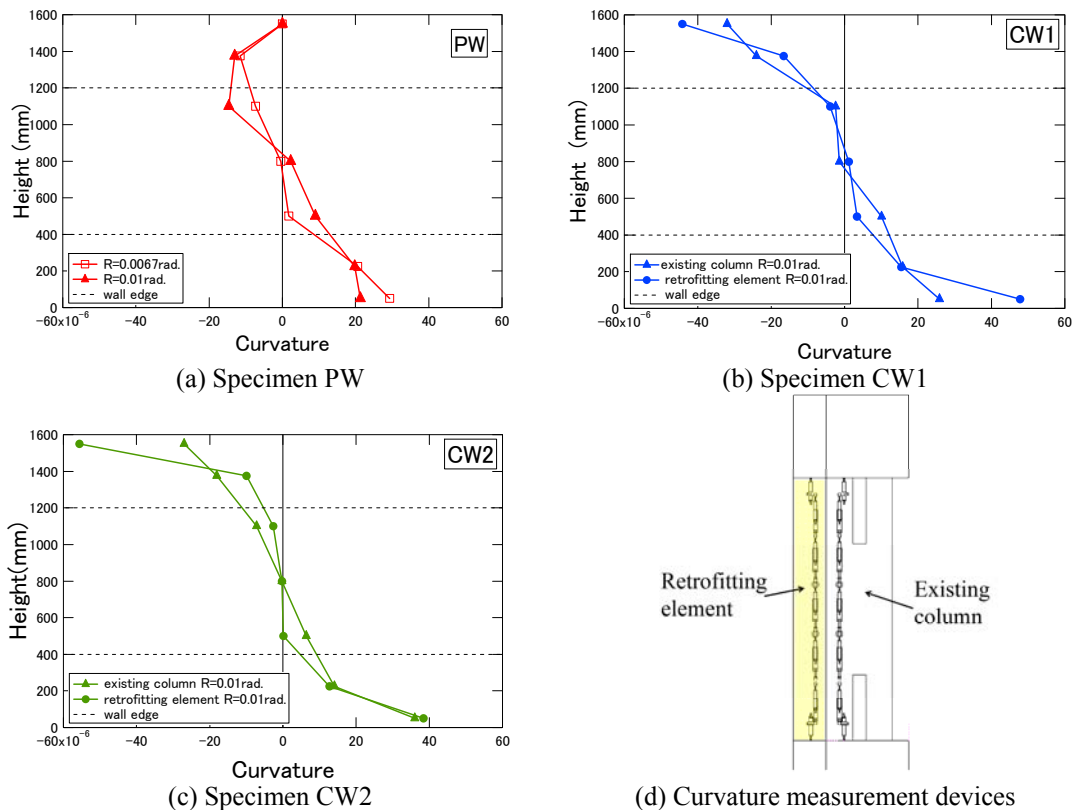 1600
1400
1200
1000
800
600
400
200
0
Height (mm)
PW
R=0.0067rad.
R=0.01rad.
wall edge
-60x10-6
-40
-20
0
20
40
60
Curvature
(a) Specimen PW
1600
1400
1200
1000
800
600
400
200
0
Height (mm)
CW1
existing column R=0.01rad.
retrofitting element R=0.01rad.
wall edge
-60x10-6
-40
-20
0
20
40
60
Curvature
(b) Specimen CW1
1600
1400
1200
1000
800
600
400
200
0
Height(mm)
CW2
existing column R=0.01rad.
retrofitting element R=0.01rad.
wall edge
-60x10-6
-40
-20
0
20
40
60
Curvature
(c) Specimen CW2
Retrofitting
element
Existing
column
(d) Curvature measurement devices